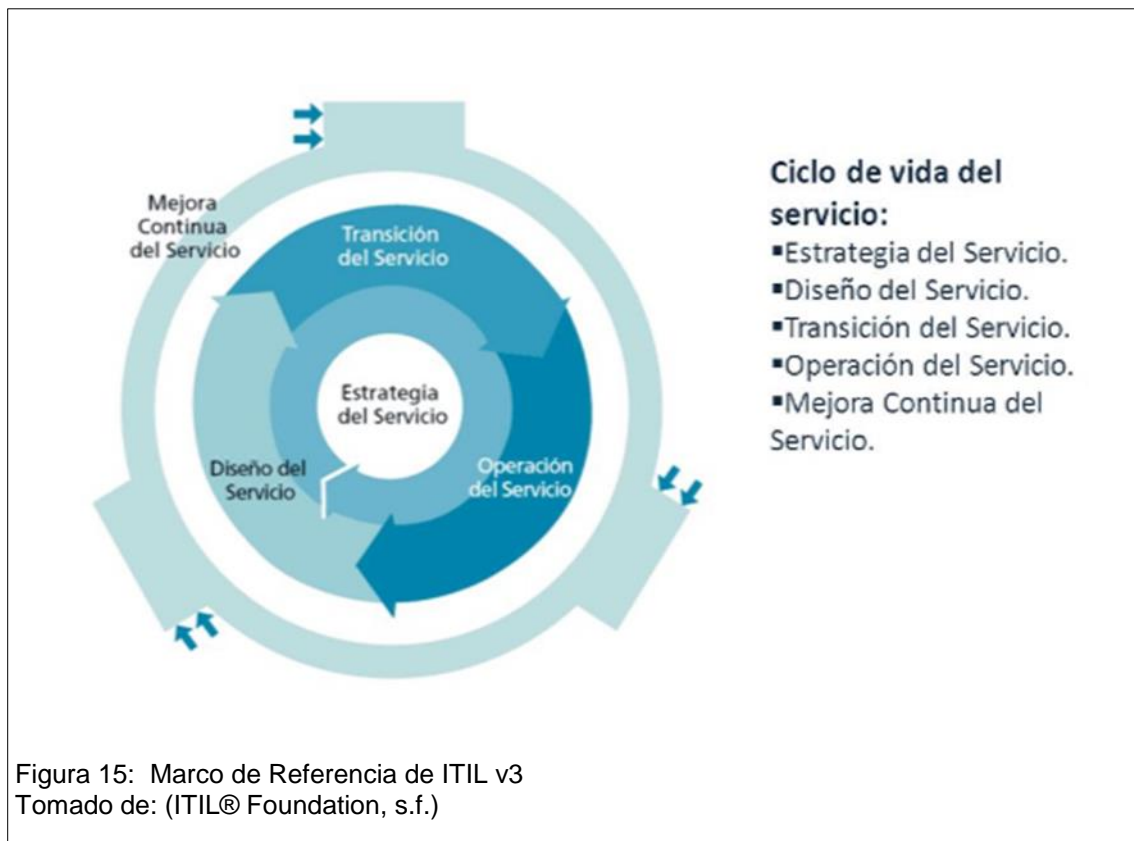 Mejora
Continua
del Servicio
Transición
del Servicio
Estrategia
del Servicio
Diseño del
Servicio
Operación
del Servicio
Ciclo de vida del
servicio:
▪Estrategia del Servicio.
▪Diseño del Servicio.
▪Transición del Servicio.
▪Operación del Servicio.
▪Mejora Continua del
Servicio.
Figura 15:  Marco de Referencia de ITIL v3
Tomado de: (ITIL® Foundation, s.f.)